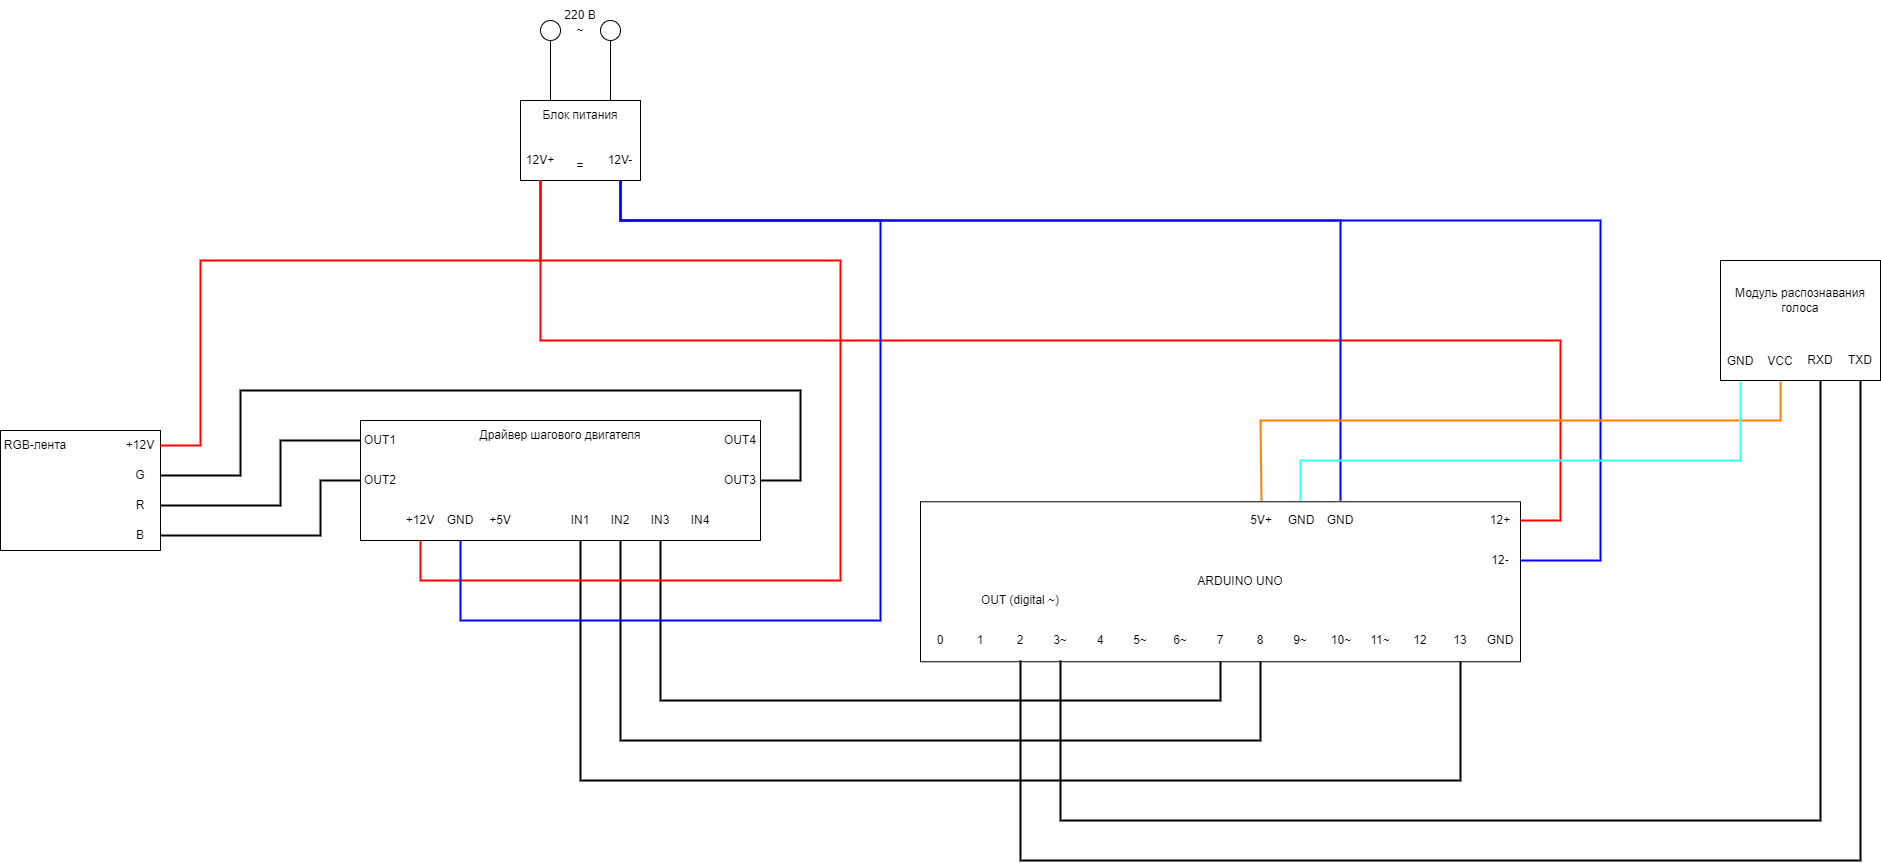 220 В
~
Блок питания
12V+
=
12V-
Модуль распознавания
голоса
GND
VCC
RXD
TXD
RGB-лента
+12V
G
R
B
Драйвер шагового двигателя
OUT1
OUT2
OUT4
OUT3
+12V
GND
+5V
IN1
IN2
IN3
IN4
5V+
GND
GND
12+
12-
ARDUINO UNO
OUT (digital ~)
0
1
2
3~
4
5~
6~
7
8
9~
10~
11~
12
13
GND